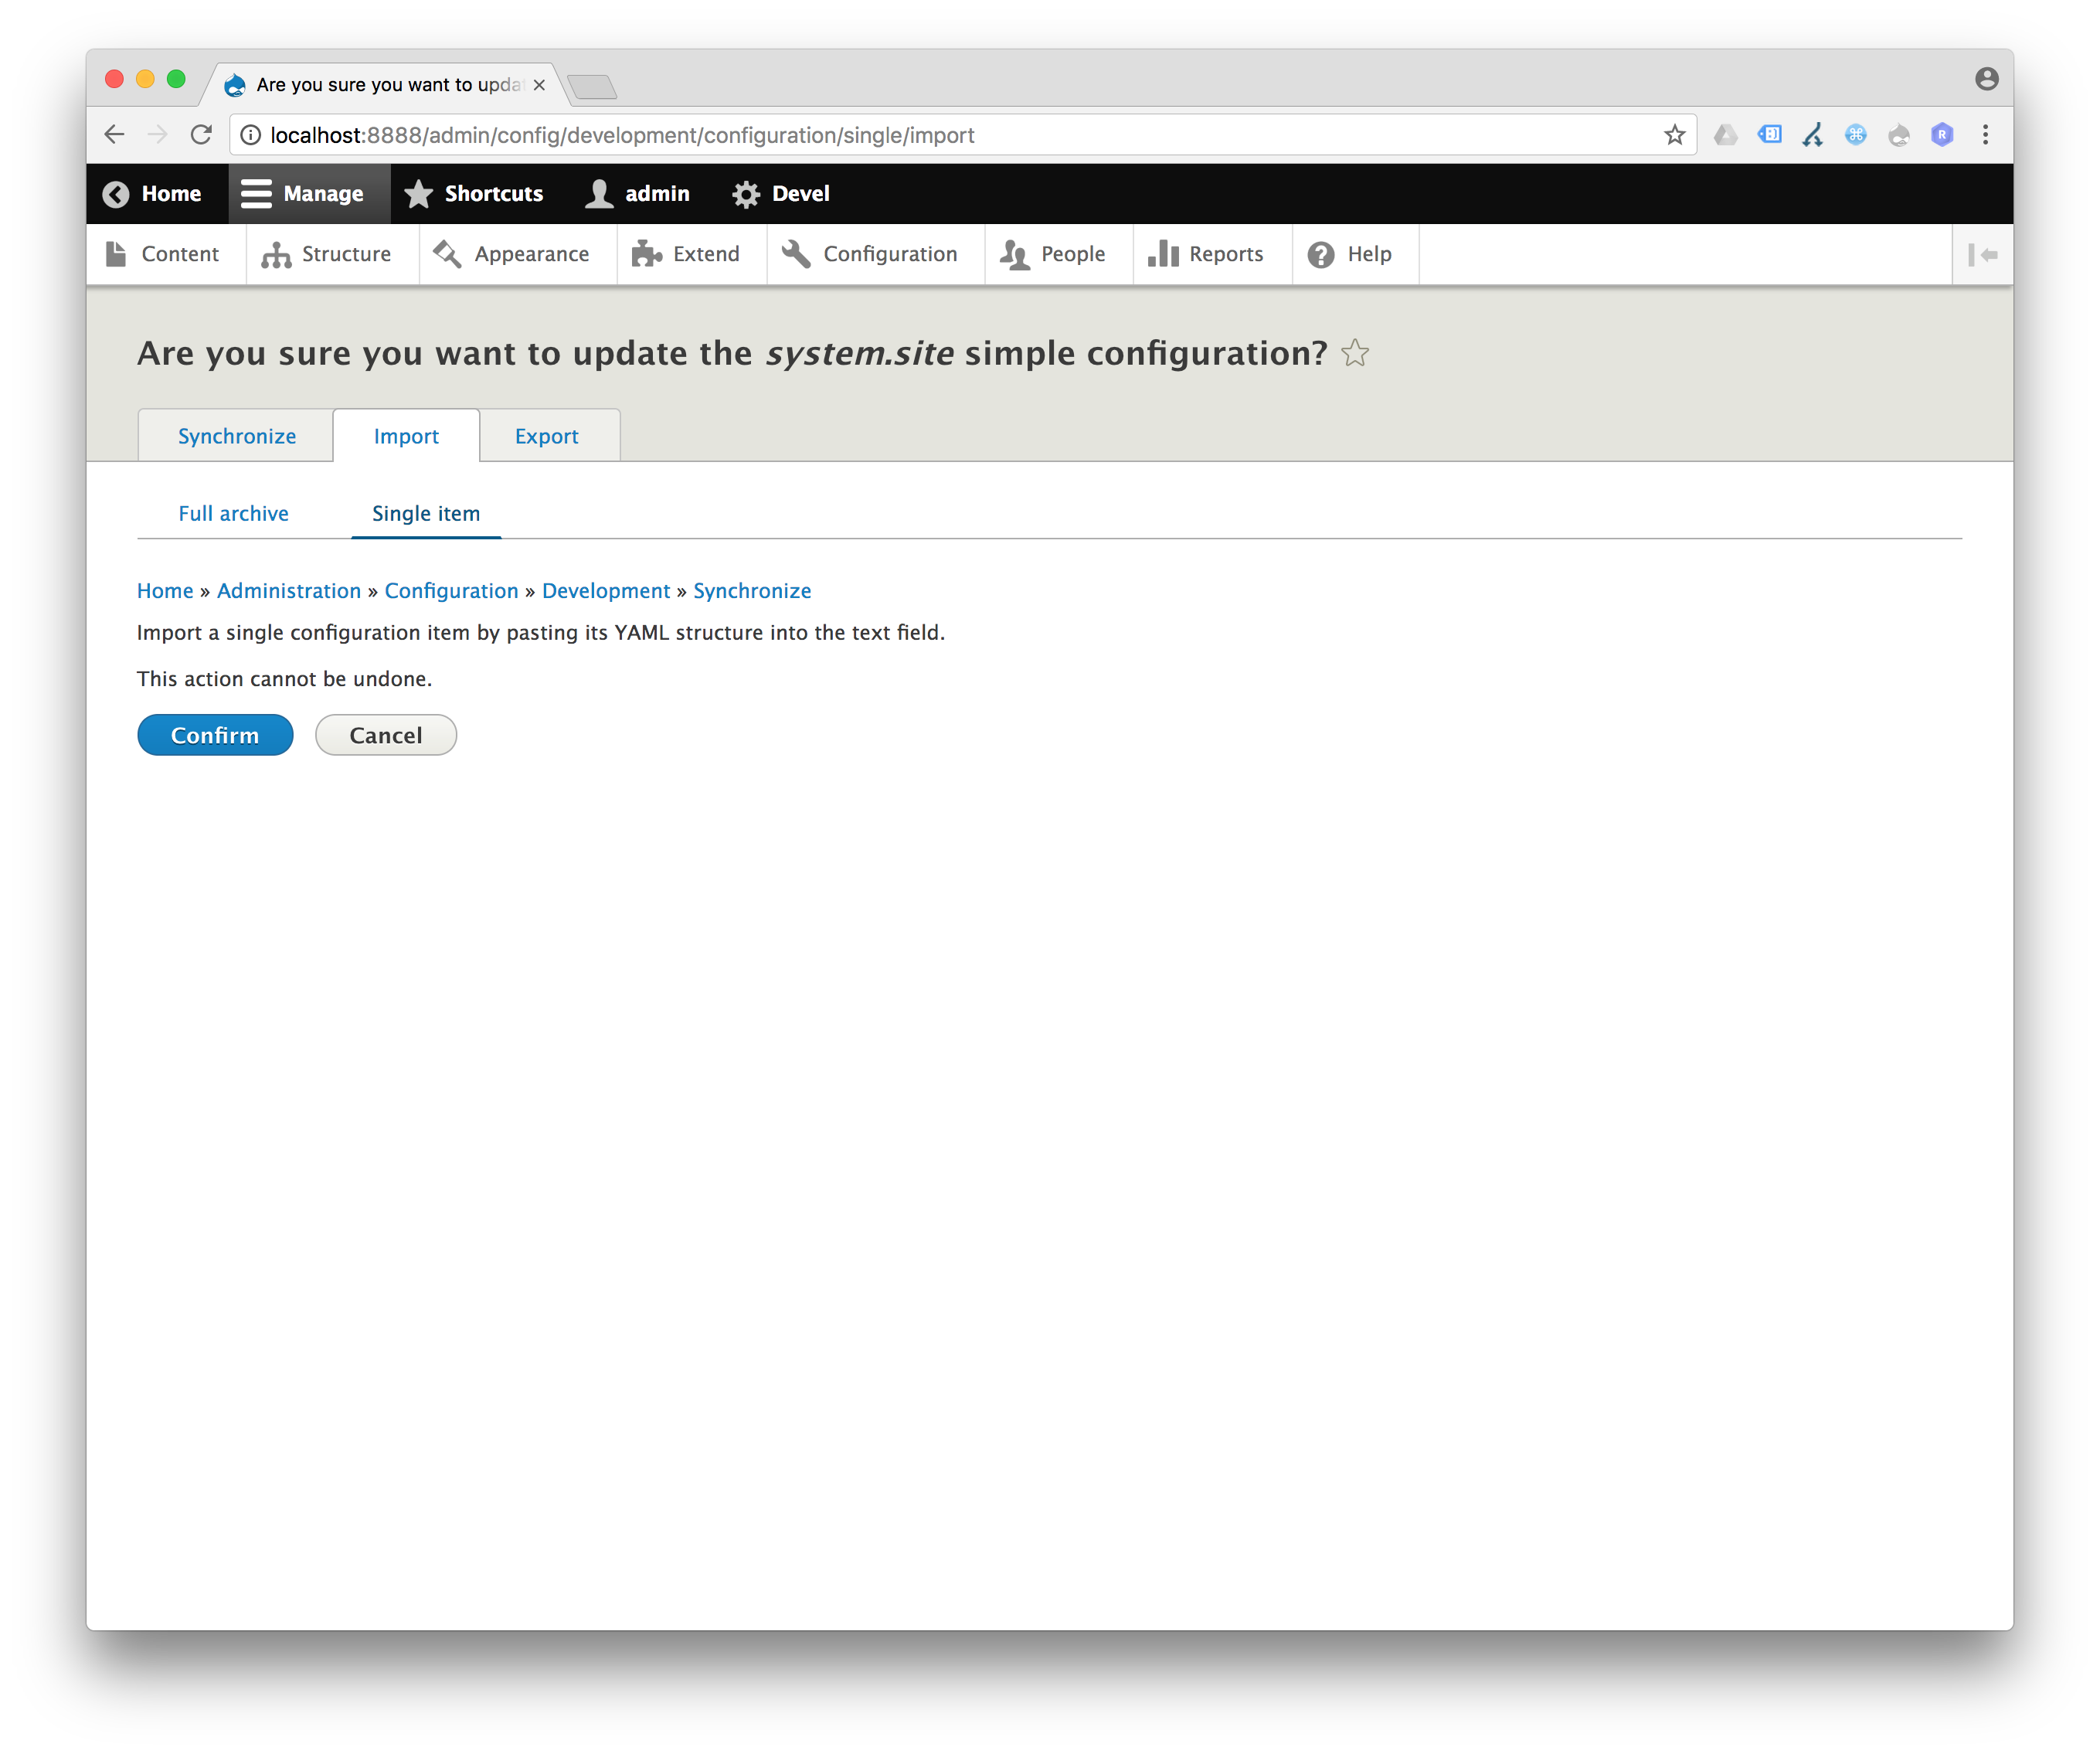 Are you sure you want to upda
localhost:8888/admin/config/development/configuration/single/import
Home Manage Shortcuts admin Devel
Content Structure Appearance Extend Configuration People Reports Help
Are you sure you want to update the system.site simple configuration?
Synchronize Import Export
Full archive Single item
Home » Administration » Configuration » Development » Synchronize
Import a single configuration item by pasting its YAML structure into the text field.
This action cannot be undone.
Confirm Cancel